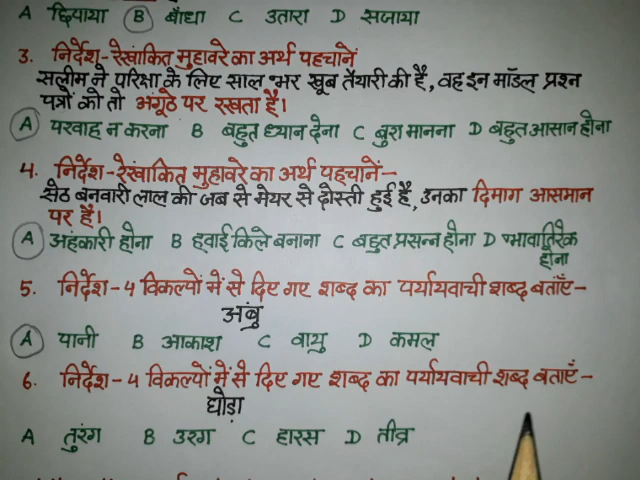 A छिपाया B बाँधा C उतारा D सजाया
3. निर्देश-रेखांकित मुहावरे का अर्थ पहचानें
सलीम ने परिक्षा के लिए साल भर खूब तैयारी की है, वह इन मॉडल प्रश्न
पत्रों को तो अंगूठे पर रखता है।
A परवाह न करना B बहुत ध्यान देना C बुरा मानना D बहुत आसान होना
4. निर्देश-रेखांकित मुहावरे का अर्थ पहचानें-
सेठ बनवारी लाल की जब से मेयर से दोस्ती हुई है, उनका दिमाग आसमान
पर है।
A अहंकारी होना B हवाई किले बनाना C बहुत प्रसन्न होना D भावातिरेक
होना
5. निर्देश-4 विकल्पों में से दिए गए शब्द का पर्यायवाची शब्द बताएँ-
अंबु
A पानी B आकाश C वायु D कमल
6. निर्देश-4 विकल्पों में से दिए गए शब्द का पर्यायवाची शब्द बताएँ-
घोड़ा
A तुरंग B उरग C हारस D तीव्र